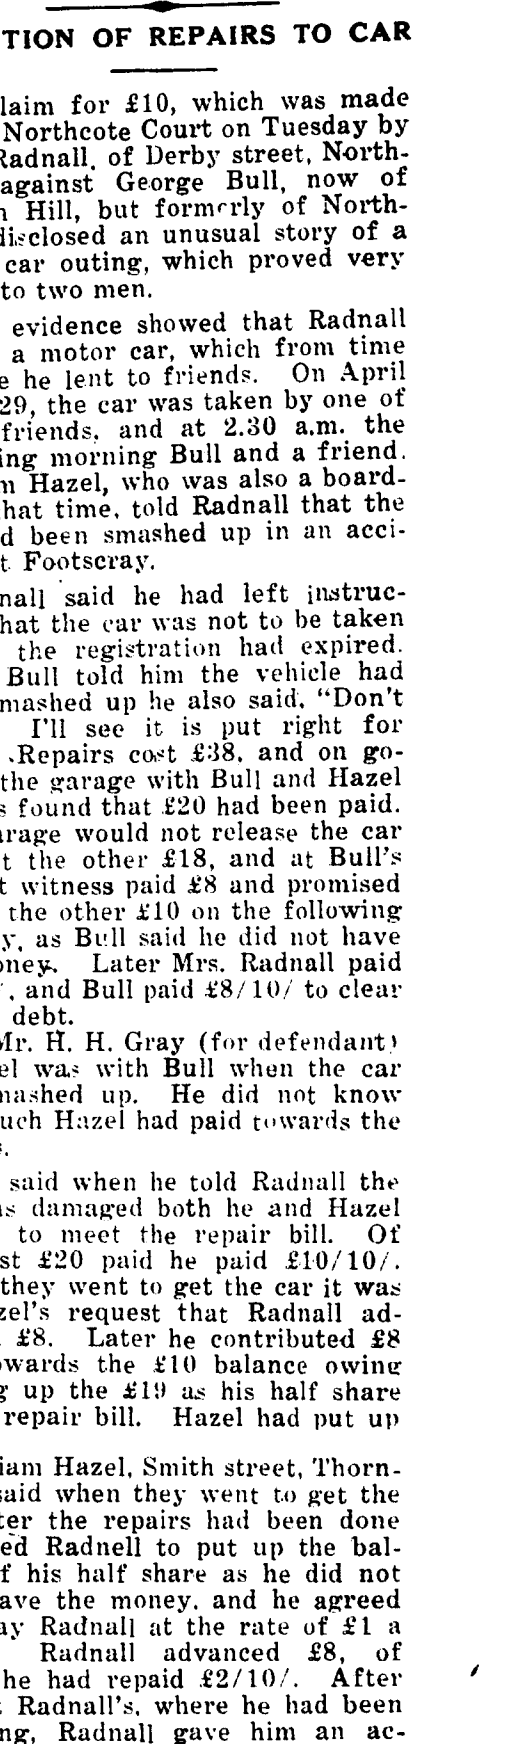 TION OF REPAIRS TO CAR
laim for £10, which was made
Northcote Court on Tuesday by
Radnall, of Derby street, North-
against George Bull, now of
n Hill, but formerly of North-
disclosed an unusual story of a
car outing, which proved very
to two men.
evidence showed that Radnall
a motor car, which from time
e he lent to friends. On April
29, the car was taken by one of
friends, and at 2.30 a.m. the
ing morning Bull and a friend.
m Hazel, who was also a board-
hat time, told Radnall that the
d been smashed up in an acci-
t Footscray.
nall said he had left instruc-
hat the car was not to be taken
the registration had expired.
Bull told him the vehicle had
mashed up he also said, "Don't
I'll see it is put right for
Repairs cost £38, and on go-
the garage with Bull and Hazel
s found that £20 had been paid.
arage would not release the car
t the other £18, and at Bull's
t witness paid £8 and promised
the other £10 on the following
y, as Bull said he did not have
oney. Later Mrs. Radnall paid
', and Bull paid £8/10/ to clear
debt.
Mr. H. H. Gray (for defendant)
el was with Bull when the car
mashed up. He did not know
uch Hazel had paid towards the
s.
said when he told Radnall the
as damaged both he and Hazel
to meet the repair bill. Of
st £20 paid he paid £10/10/.
they went to get the car it was
zel's request that Radnall ad-
£8. Later he contributed £8
owards the £10 balance owing
g up the £19 as his half share
repair bill. Hazel had put up
iam Hazel, Smith street, Thorn-
said when they went to get the
ter the repairs had been done
ed Radnell to put up the bal-
f his half share as he did not
ave the money, and he agreed
ay Radnall at the rate of £1 a
Radnall advanced £8, of
he had repaid £2/10/. After
t Radnall's, where he had been
ng, Radnall gave him an ac-